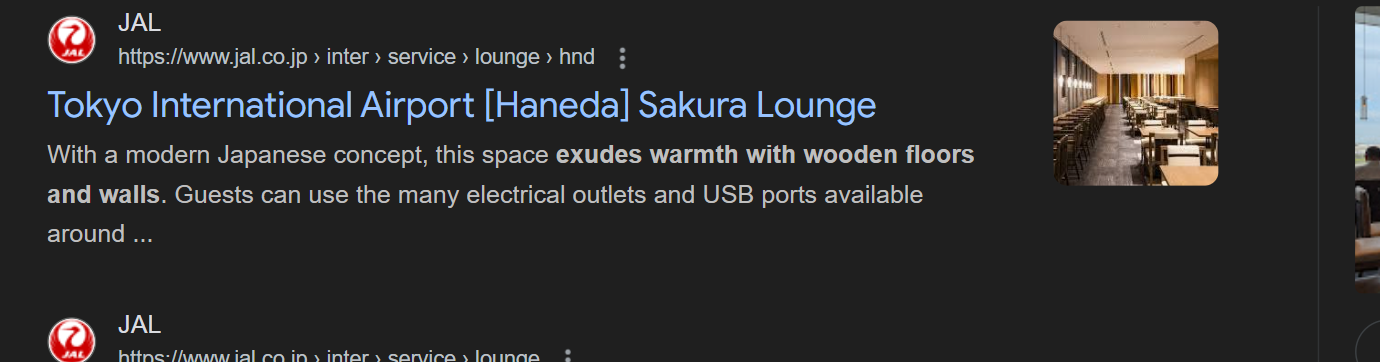 JAL
https://www.jal.co.jp › inter › service › lounge › hnd
Tokyo International Airport [Haneda] Sakura Lounge
With a modern Japanese concept, this space exudes warmth with wooden floors
and walls. Guests can use the many electrical outlets and USB ports available
around ...
JAL
JAL
https://www.jal.co.jp › inter › service › lounge
JAL